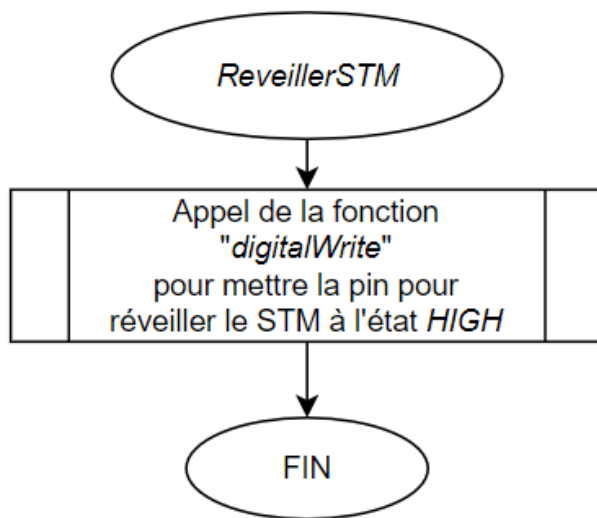 ReveillerSTM
Appel de la fonction
"digitalWrite"
pour mettre la pin pour
réveiller le STM à l'état HIGH
FIN